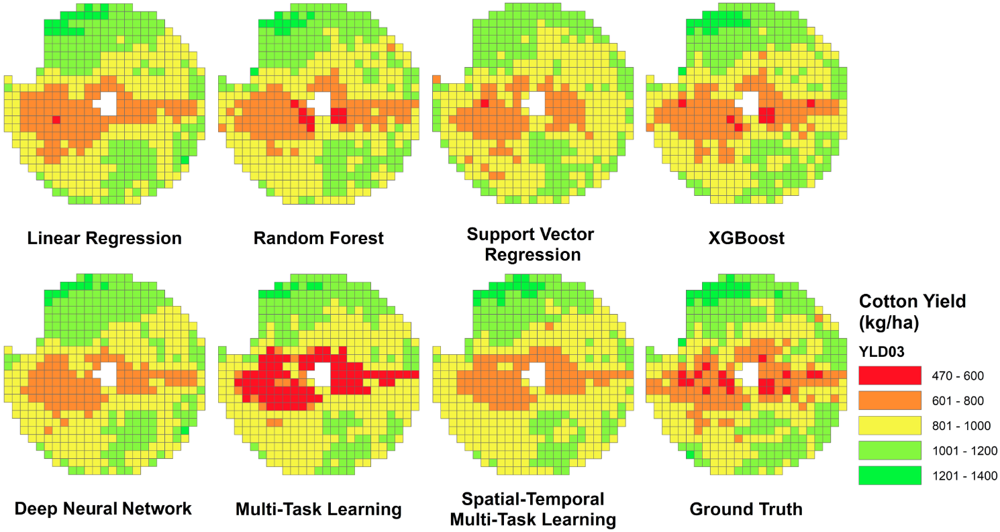 Linear Regression
Random Forest
Support Vector
Regression
XGBoost
Deep Neural Network
Multi-Task Learning
Spatial-Temporal
Multi-Task Learning
Ground Truth
Cotton Yield
(kg/ha)
YLD03
470 - 600
601 - 800
801 - 1000
1001 - 1200
1201 - 1400